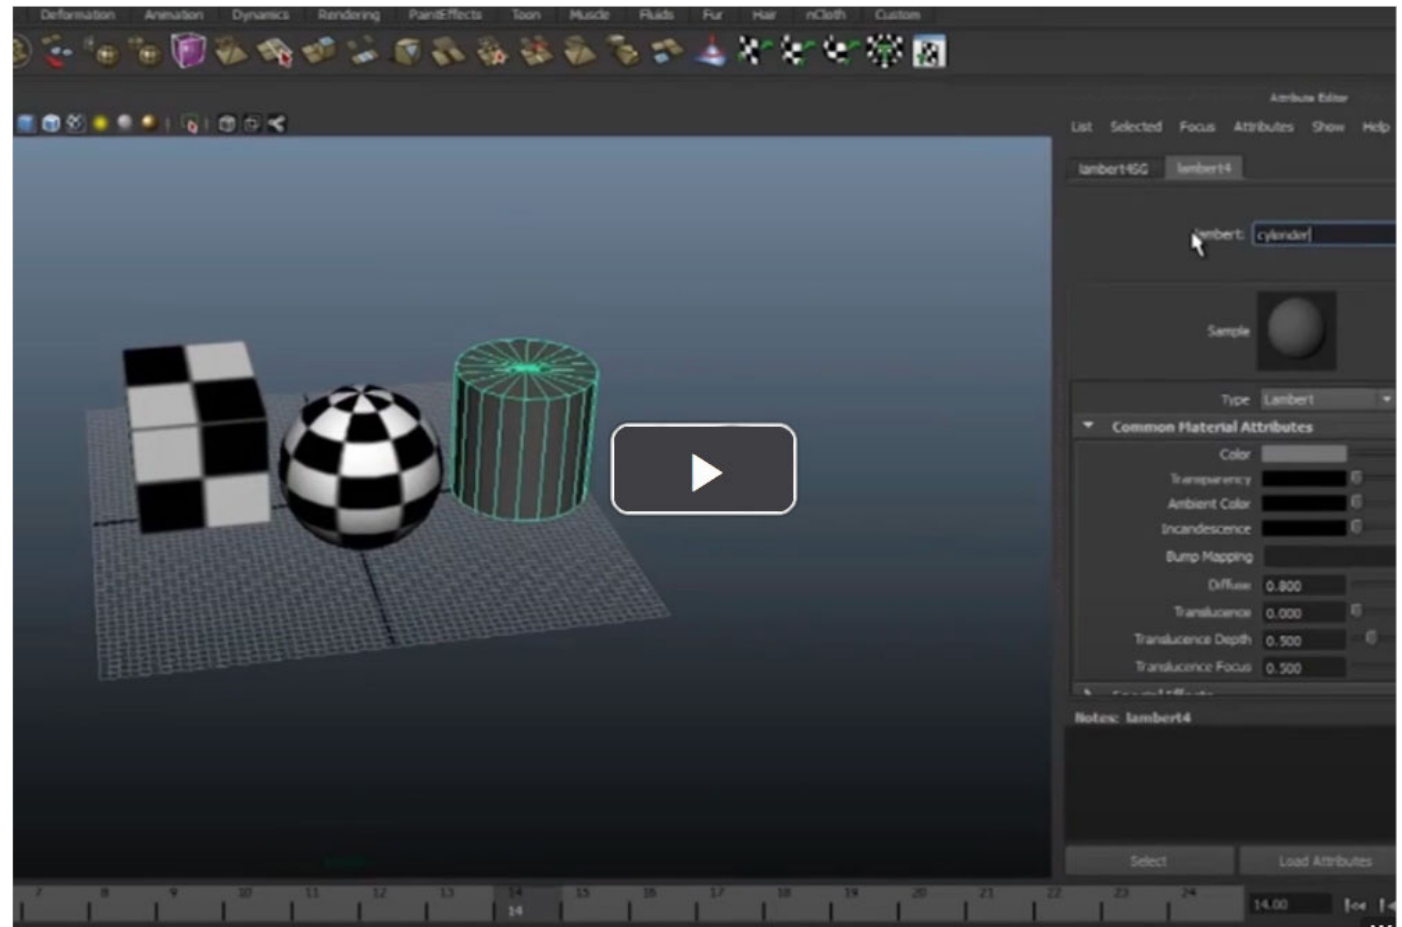 Deformation Animation Dynamics Rendering PaintEffects Toon Muscle Fluids Fur Hair nCloth Custom
Attribute Editor
List Selected Focus Attributes Show Help
lambert4SG lambert4
lambert: cylender
Sample
Type Lambert
Common Material Attributes
Color
Transparency
Ambient Color
Incandescence
Bump Mapping
Diffuse 0.800
Translucence 0.000
Translucence Depth 0.500
Translucence Focus 0.500
Special Effects
Notes: lambert4
Select Load Attributes
7 8 9 10 11 12 13 14 15 16 17 18 19 20 21 22 23 24
14 14.00